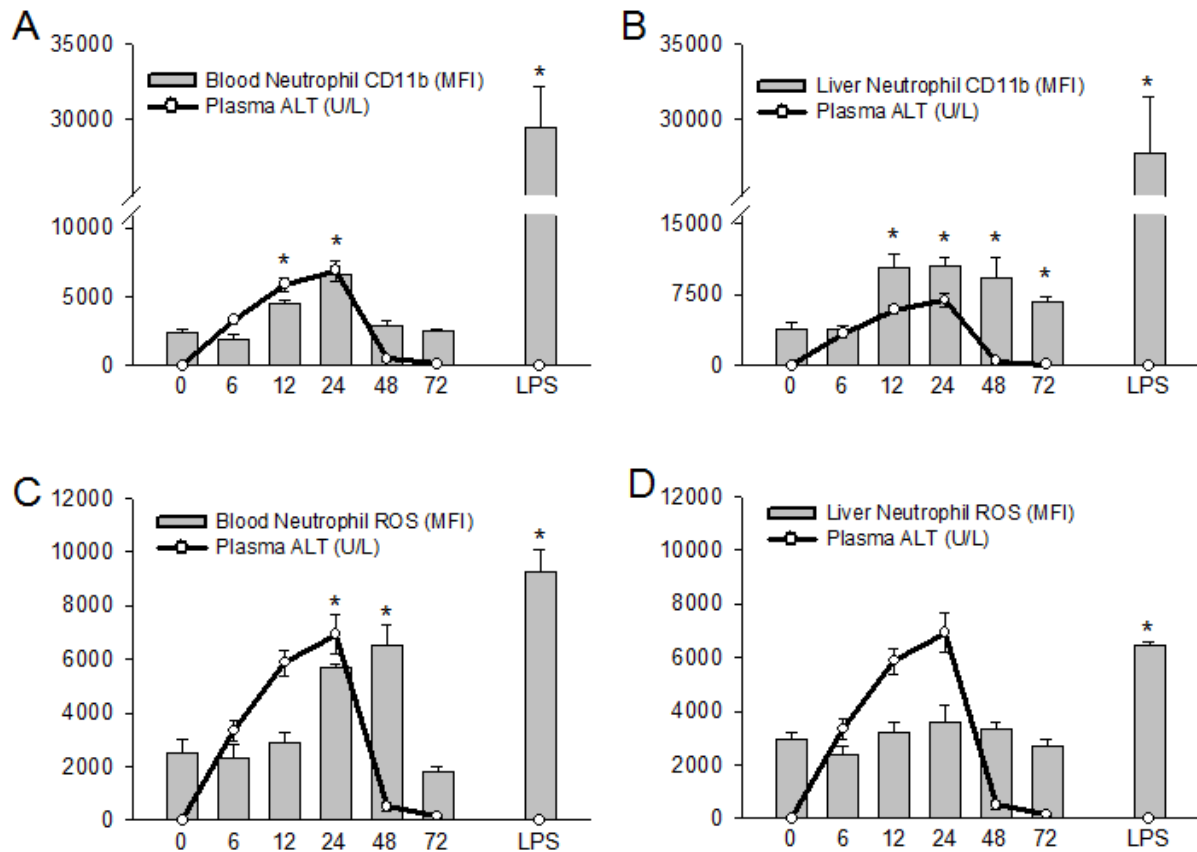 A
35000
30000
10000
5000
0
Blood Neutrophil CD11b (MFI)
Plasma ALT (U/L)
*
* *
0 6 12 24 48 72 LPS
B
35000
30000
15000
7500
0
Liver Neutrophil CD11b (MFI)
Plasma ALT (U/L)
*
* * * *
0 6 12 24 48 72 LPS
C
12000
10000
8000
6000
4000
2000
0
Blood Neutrophil ROS (MFI)
Plasma ALT (U/L)
*
* *
0 6 12 24 48 72 LPS
D
12000
10000
8000
6000
4000
2000
0
Liver Neutrophil ROS (MFI)
Plasma ALT (U/L)
*
0 6 12 24 48 72 LPS